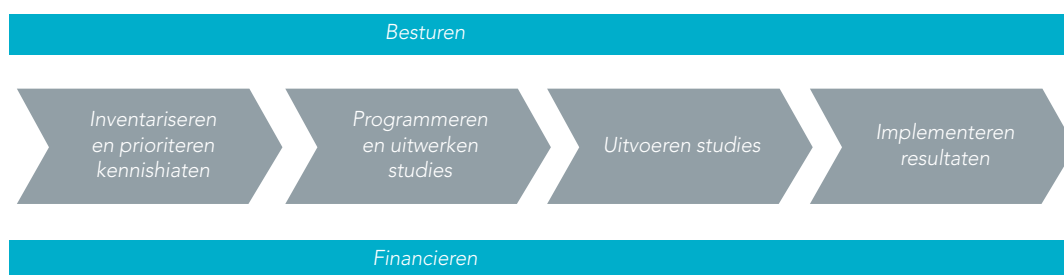 Besturen
Inventariseren
en prioriteren
kennishiaten
Programmeren
en uitwerken
studies
Uitvoeren studies
Implementeren
resultaten
Financieren